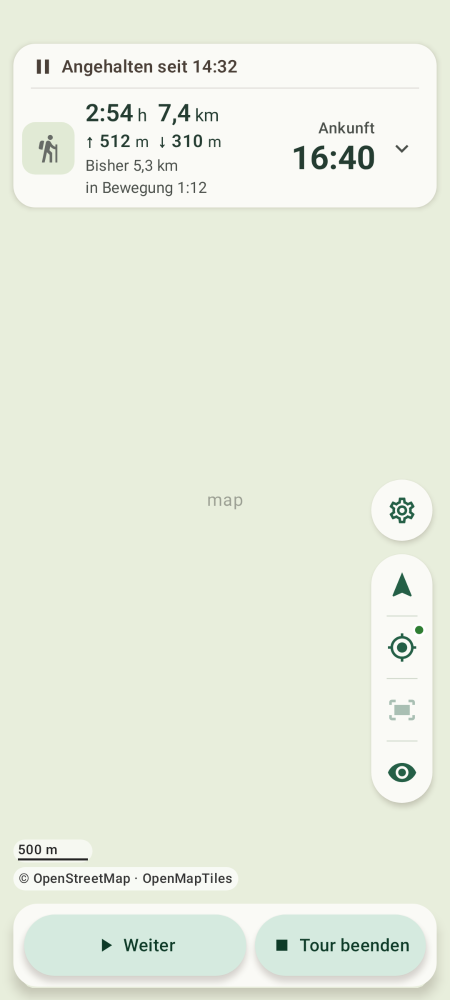 Angehalten seit 14:32
2:54 h 7,4 km
↑ 512 m ↓ 310 m
Bisher 5,3 km
in Bewegung 1:12
Ankunft
16:40
map
500 m
© OpenStreetMap · OpenMapTiles
Weiter
Tour beenden